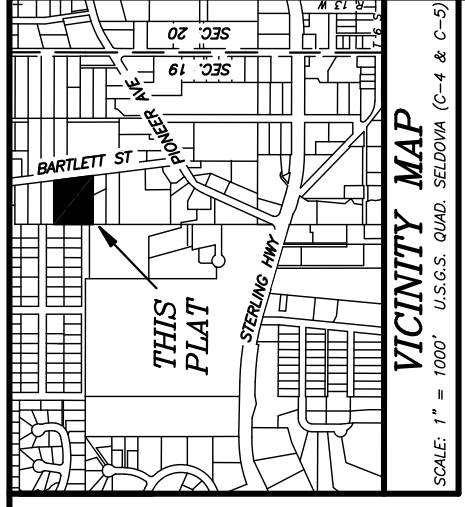 R 13 W
T 6 S
SEC. 20
SEC. 19
PIONEER AVE
BARTLETT ST
STERLING HWY
THIS
PLAT
VICINITY MAP
SCALE: 1" = 1000' U.S.G.S. QUAD. SELDOVIA (C-4 & C-5)